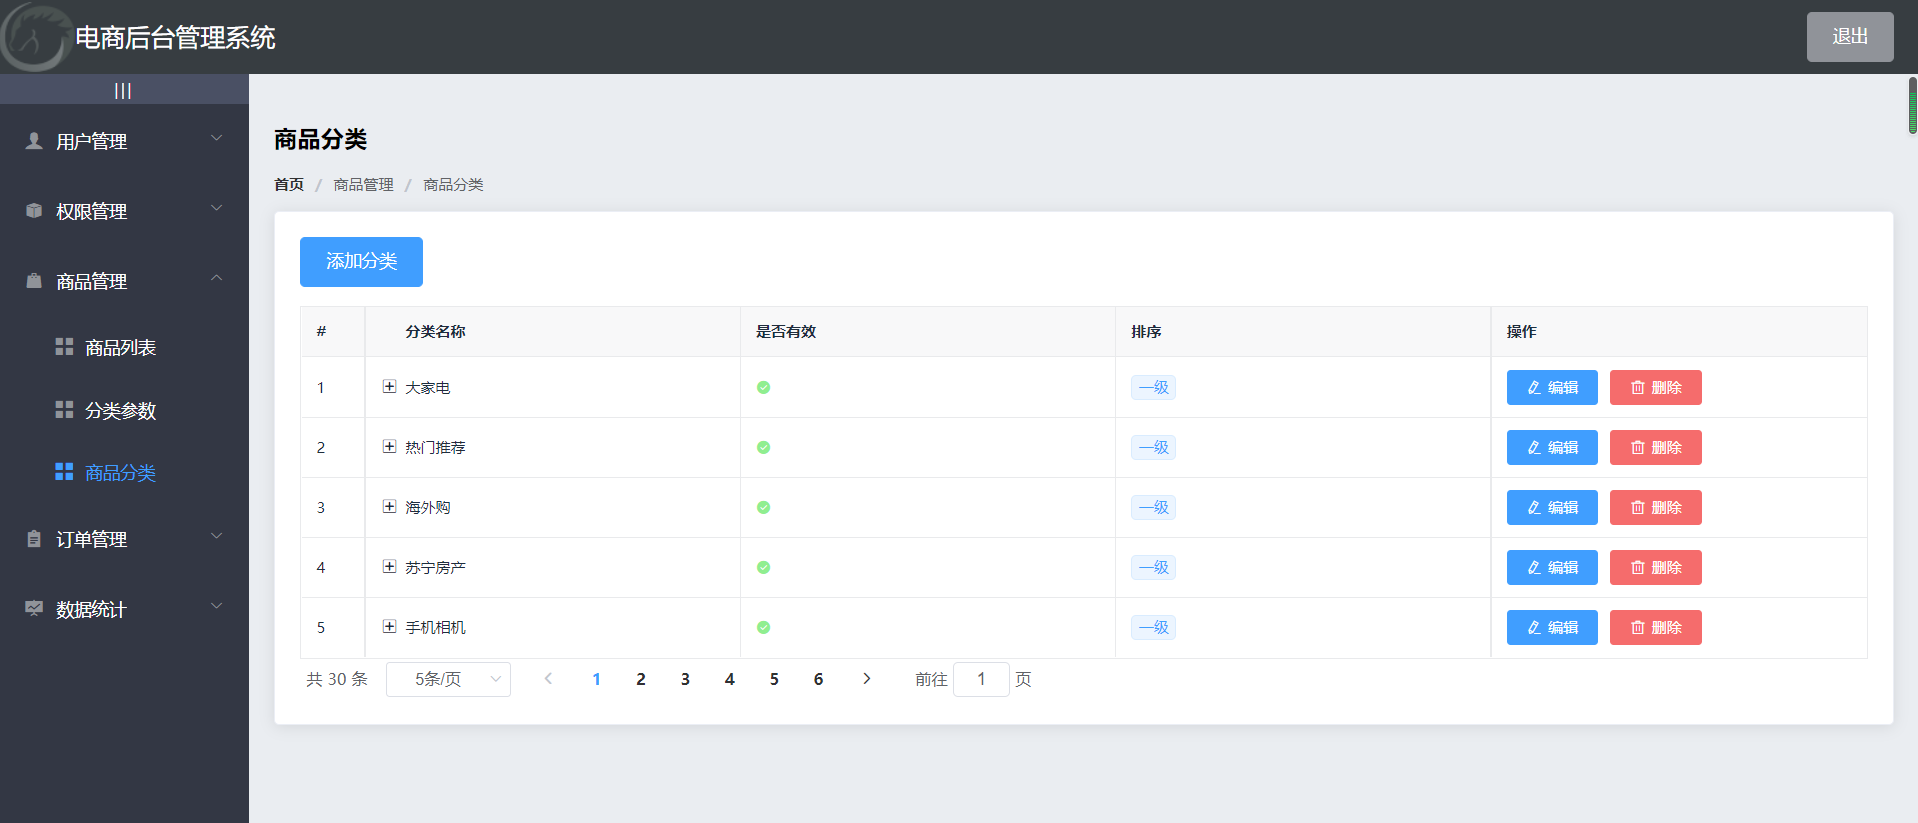 电商后台管理系统
退出
|||
用户管理
权限管理
商品管理
商品列表
分类参数
商品分类
订单管理
数据统计
商品分类
首页 / 商品管理 / 商品分类
添加分类
# 分类名称 是否有效 排序 操作
1 大家电 一级 编辑 删除
2 热门推荐 一级 编辑 删除
3 海外购 一级 编辑 删除
4 苏宁房产 一级 编辑 删除
5 手机相机 一级 编辑 删除
共 30 条 5条/页 1 2 3 4 5 6 前往 1 页